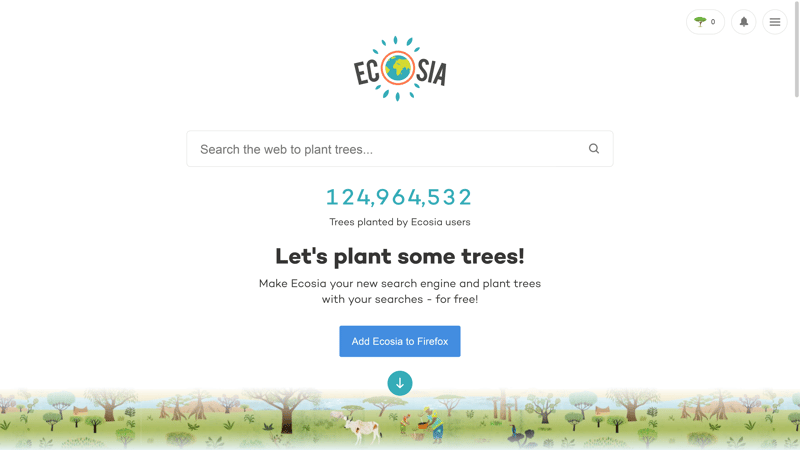 0
ECOSIA
Search the web to plant trees...
124,964,532
Trees planted by Ecosia users
Let's plant some trees!
Make Ecosia your new search engine and plant trees
with your searches - for free!
Add Ecosia to Firefox